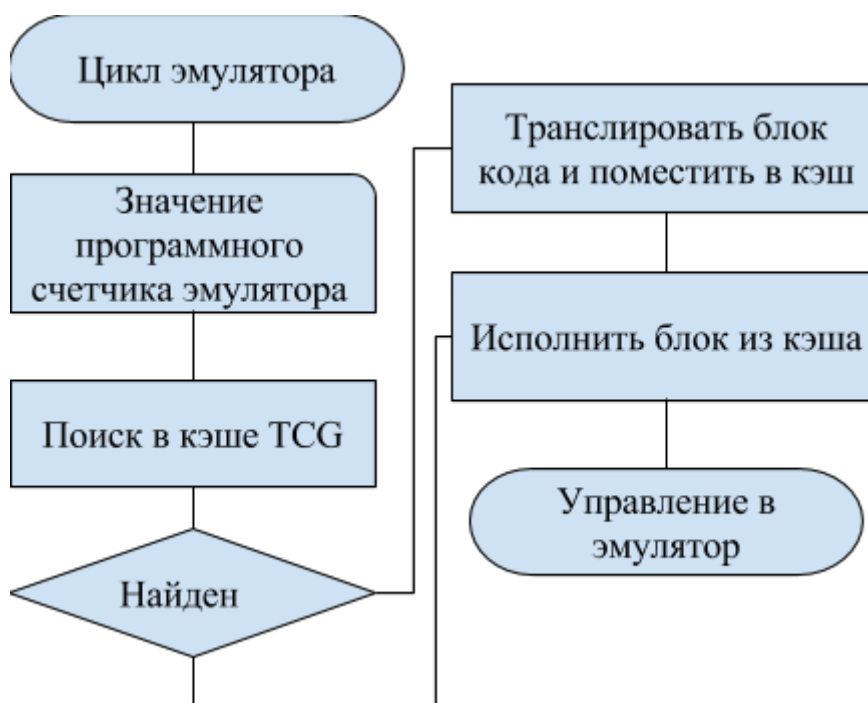 Цикл эмулятора
Значение
программного
счетчика эмулятора
Поиск в кэше TCG
Найден
Транслировать блок
кода и поместить в кэш
Исполнить блок из кэша
Управление в
эмулятор